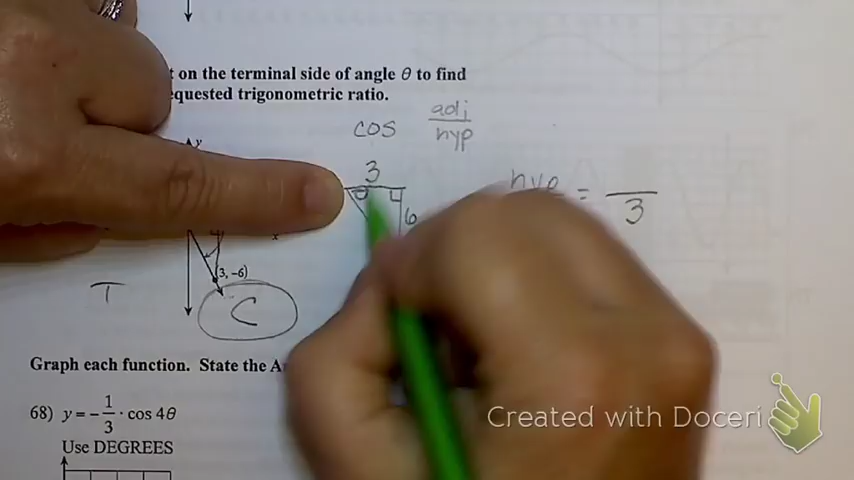 t on the terminal side of angle θ to find
equested trigonometric ratio.
y
cos adj/hyp
3
6
hyp = /3
x
(3, -6)
T
C
Graph each function. State the A
68) y = -1/3 · cos 4θ
Use DEGREES
Created with Doceri